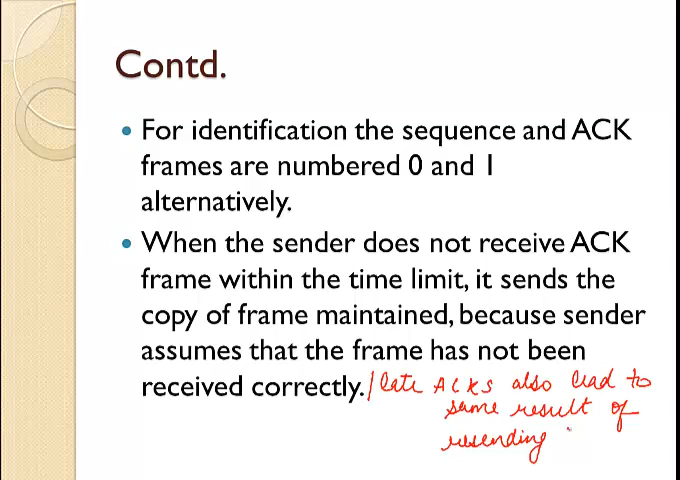 Contd.
• For identification the sequence and ACK
frames are numbered 0 and 1
alternatively.
• When the sender does not receive ACK
frame within the time limit, it sends the
copy of frame maintained, because sender
assumes that the frame has not been
received correctly. / late ACKS also lead to
same result of
resending